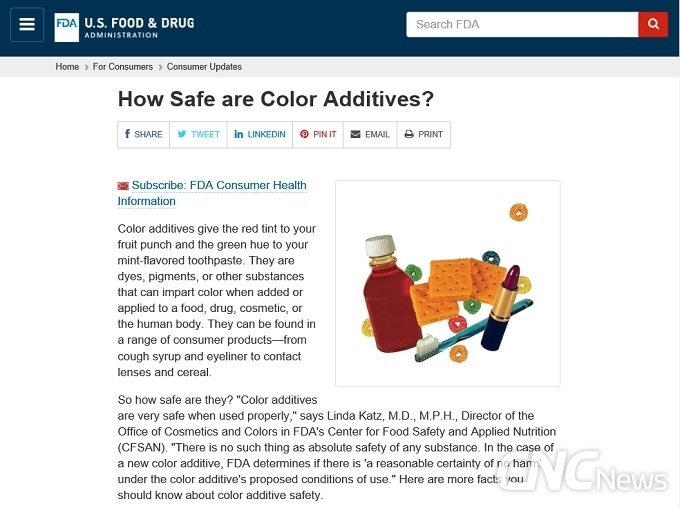 FDA U.S. FOOD & DRUG
ADMINISTRATION
Search FDA
Home > For Consumers > Consumer Updates
How Safe are Color Additives?
f SHARE TWEET in LINKEDIN PIN IT EMAIL PRINT
Subscribe: FDA Consumer Health
Information
Color additives give the red tint to your
fruit punch and the green hue to your
mint-flavored toothpaste. They are
dyes, pigments, or other substances
that can impart color when added or
applied to a food, drug, cosmetic, or
the human body. They can be found in
a range of consumer products—from
cough syrup and eyeliner to contact
lenses and cereal.
So how safe are they? "Color additives
are very safe when used properly," says Linda Katz, M.D., M.P.H., Director of the
Office of Cosmetics and Colors in FDA's Center for Food Safety and Applied Nutrition
(CFSAN). "There is no such thing as absolute safety of any substance. In the case of
a new color additive, FDA determines if there is 'a reasonable certainty of no harm'
under the color additive's proposed conditions of use." Here are more facts you
should know about color additive safety.
CNC News